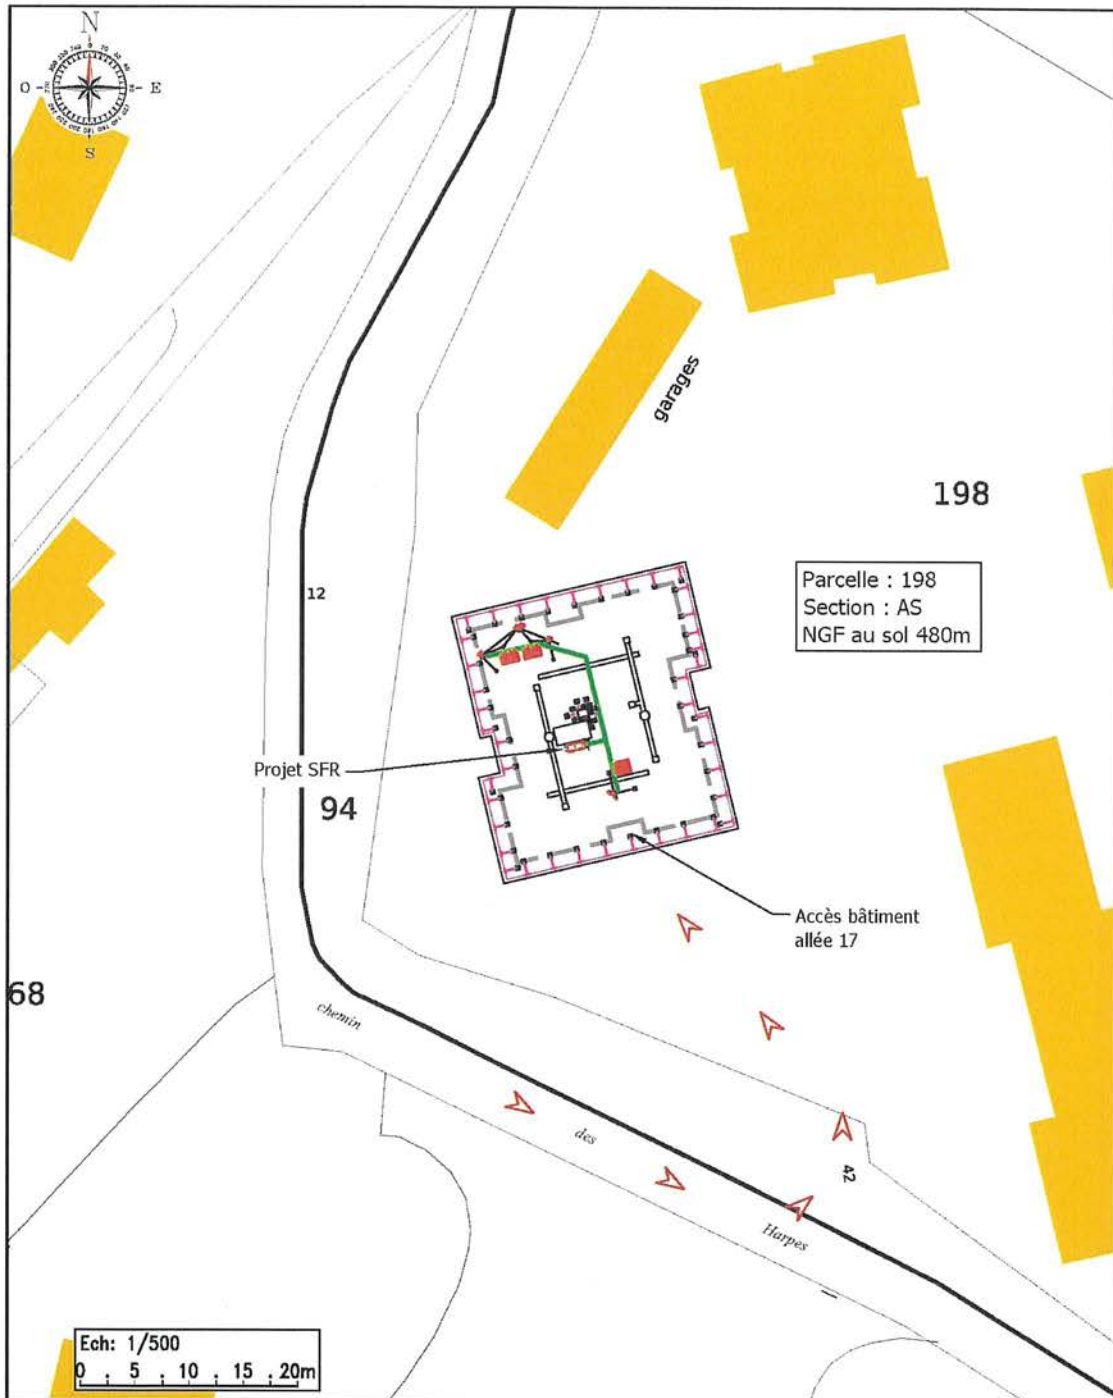 N
O
E
S
garages
198
Parcelle : 198
Section : AS
NGF au sol 480m
12
Projet SFR
94
Accès bâtiment
allée 17
68
chemin
des
Harpes
42
Ech: 1/500
0 5 10 15 20m